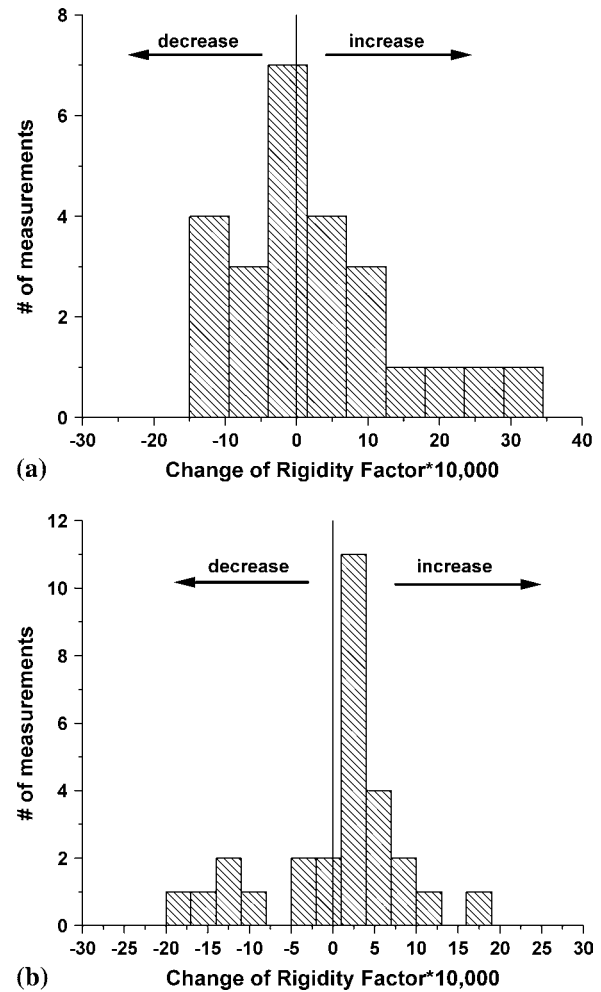 8
decrease increase
6
# of measurements
4
2
0
-30 -20 -10 0 10 20 30 40
(a) Change of Rigidity Factor*10,000
12
decrease increase
10
8
# of measurements
6
4
2
0
-30 -25 -20 -15 -10 -5 0 5 10 15 20 25 30
(b) Change of Rigidity Factor*10,000